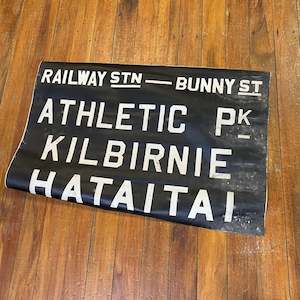 RAILWAY STN — BUNNY ST
ATHLETIC PK
KILBIRNIE
HATAITAI